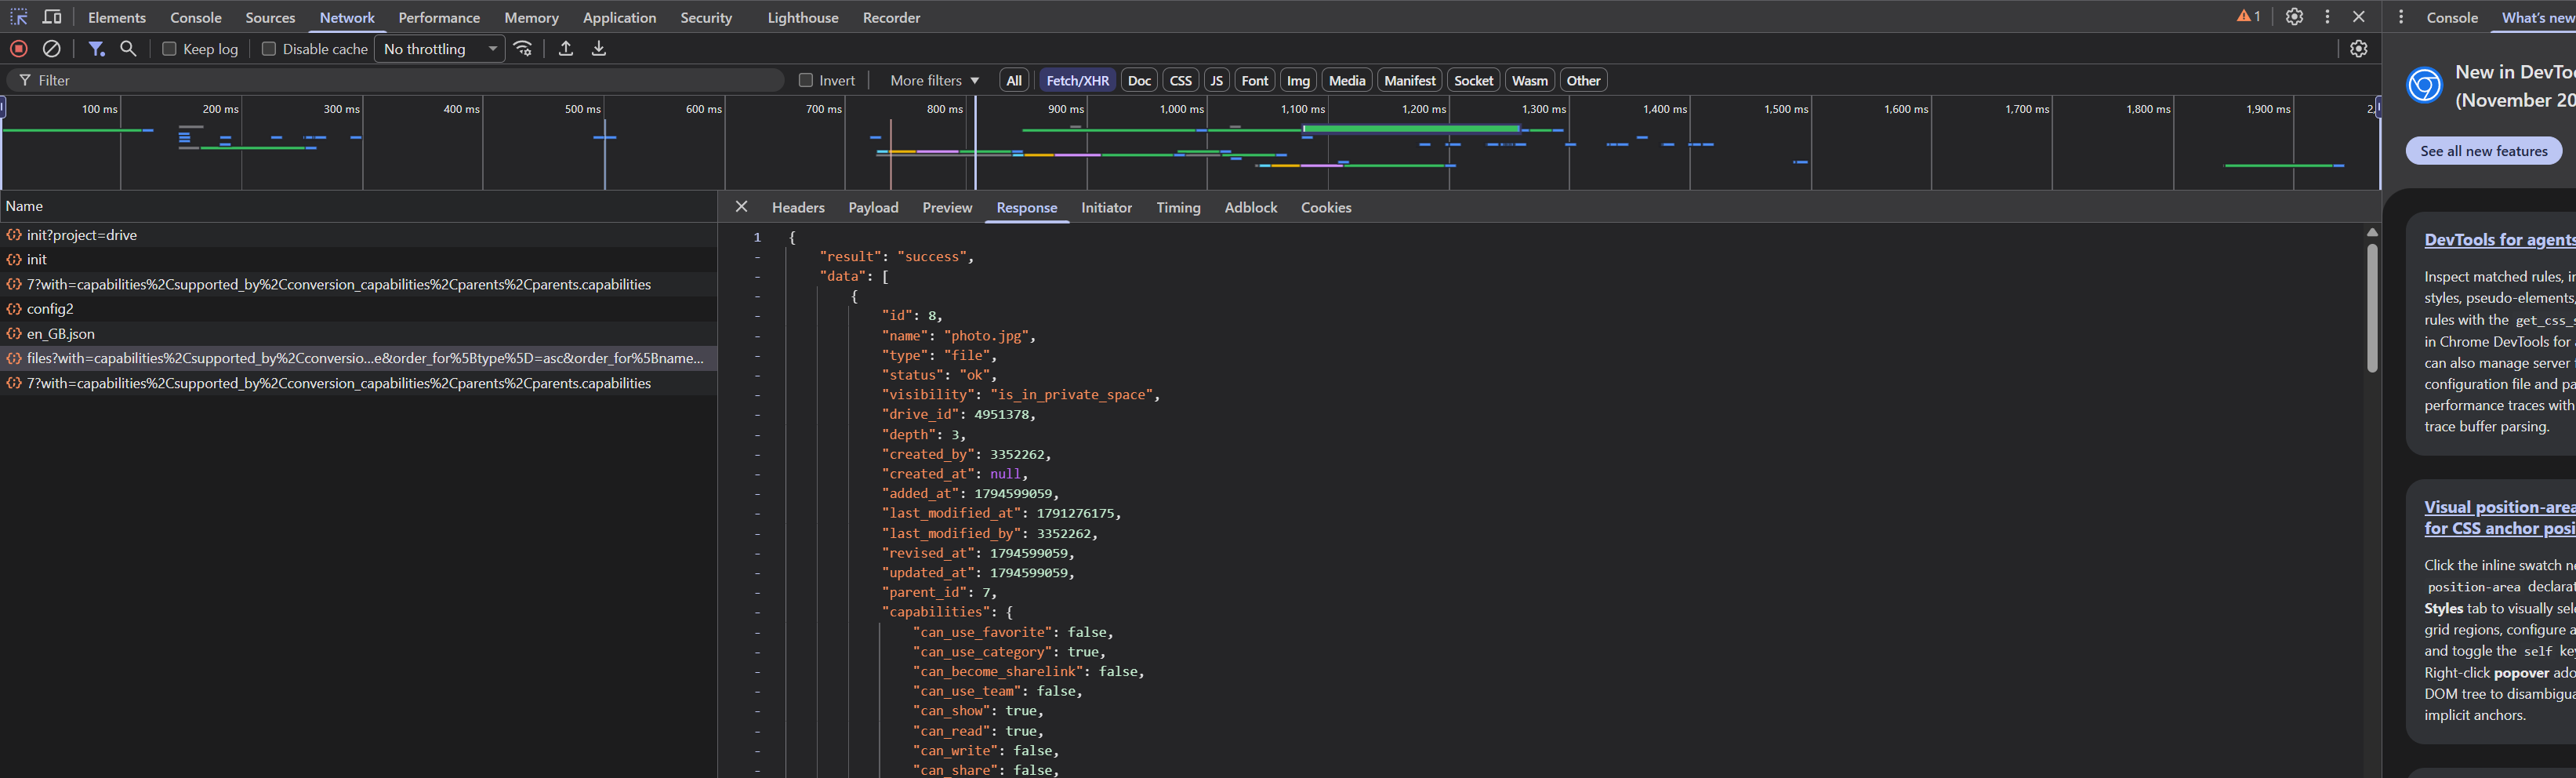 Elements Console Sources Network Performance Memory Application Security Lighthouse Recorder 1
Keep log Disable cache No throttling
Filter Invert More filters All Fetch/XHR Doc CSS JS Font Img Media Manifest Socket Wasm Other
100 ms 200 ms 300 ms 400 ms 500 ms 600 ms 700 ms 800 ms 900 ms 1,000 ms 1,100 ms 1,200 ms 1,300 ms 1,400 ms 1,500 ms 1,600 ms 1,700 ms 1,800 ms 1,900 ms 2,
Name
init?project=drive
init
7?with=capabilities%2Csupported_by%2Cconversion_capabilities%2Cparents%2Cparents.capabilities
config2
en_GB.json
files?with=capabilities%2Csupported_by%2Cconversio...e&order_for%5Btype%5D=asc&order_for%5Bname...
7?with=capabilities%2Csupported_by%2Cconversion_capabilities%2Cparents%2Cparents.capabilities
Headers Payload Preview Response Initiator Timing Adblock Cookies
1 {
- "result": "success",
- "data": [
- {
- "id": 8,
- "name": "photo.jpg",
- "type": "file",
- "status": "ok",
- "visibility": "is_in_private_space",
- "drive_id": 4951378,
- "depth": 3,
- "created_by": 3352262,
- "created_at": null,
- "added_at": 1794599059,
- "last_modified_at": 1791276175,
- "last_modified_by": 3352262,
- "revised_at": 1794599059,
- "updated_at": 1794599059,
- "parent_id": 7,
- "capabilities": {
- "can_use_favorite": false,
- "can_use_category": true,
- "can_become_sharelink": false,
- "can_use_team": false,
- "can_show": true,
- "can_read": true,
- "can_write": false,
- "can_share": false,
Console What's new
New in DevToo
(November 20
See all new features
DevTools for agents
Inspect matched rules, in
styles, pseudo-elements,
rules with the get_css_s
in Chrome DevTools for a
can also manage server
configuration file and pa
performance traces with
trace buffer parsing.
Visual position-area
for CSS anchor posi
Click the inline swatch ne
position-area declarat
Styles tab to visually sele
grid regions, configure a
and toggle the self key
Right-click popover ado
DOM tree to disambigua
implicit anchors.